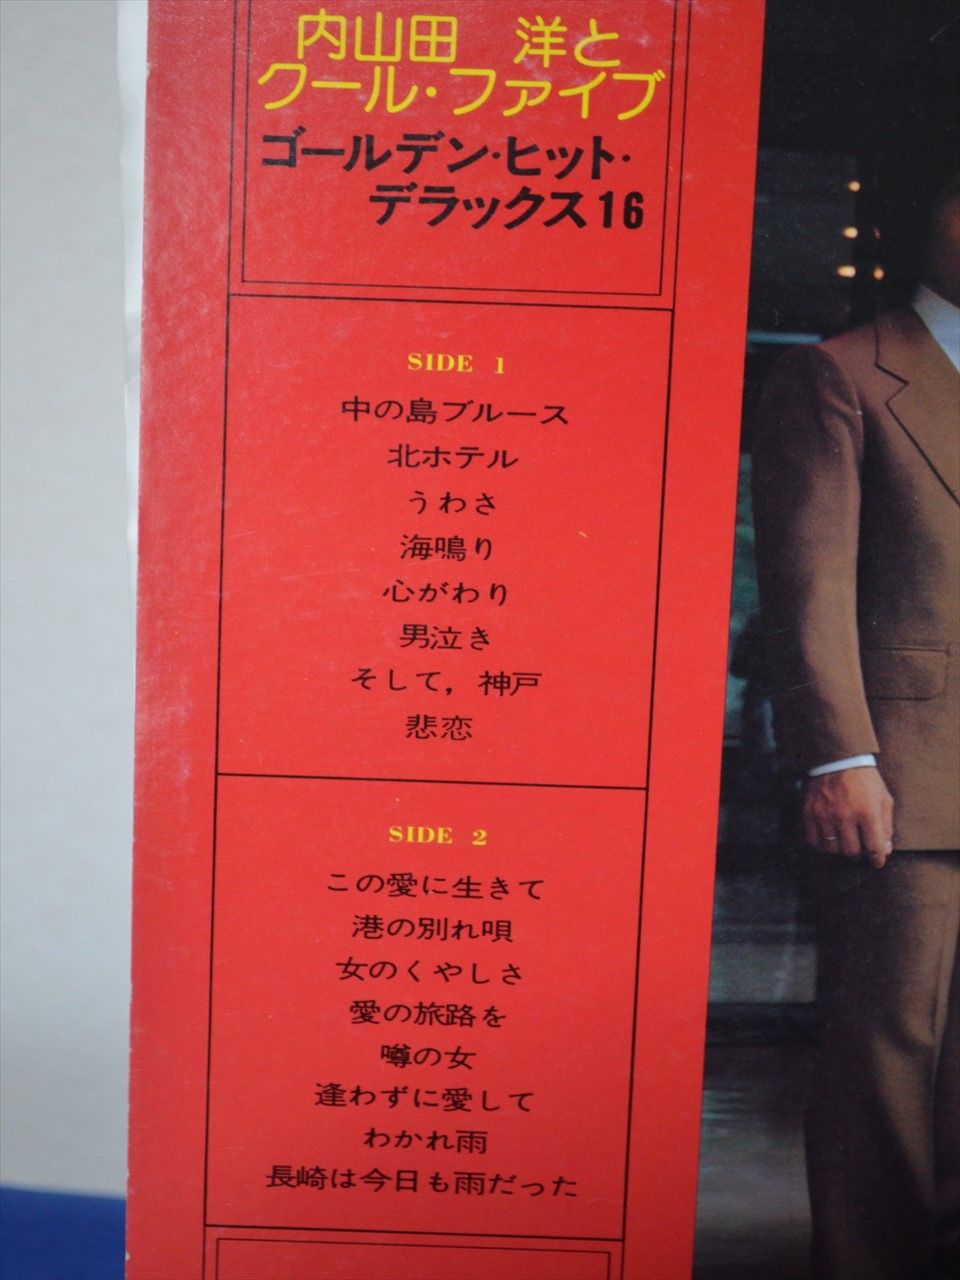 内山田 洋と
クール・ファイブ
ゴールデン・ヒット・
デラックス16
SIDE 1
中の島ブルース
北ホテル
うわさ
海鳴り
心がわり
男泣き
そして，神戸
悲恋
SIDE 2
この愛に生きて
港の別れ唄
女のくやしさ
愛の旅路を
噂の女
逢わずに愛して
わかれ雨
長崎は今日も雨だった